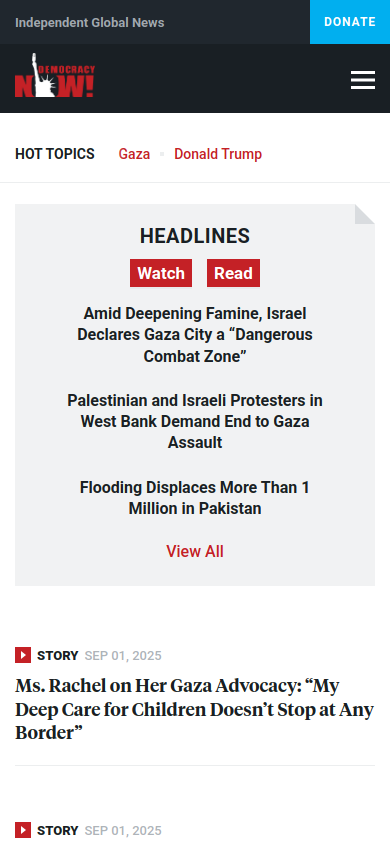 Independent Global News
DONATE
DEMOCRACY
NOW!
HOT TOPICS
Gaza
Donald Trump
HEADLINES
Watch
Read
Amid Deepening Famine, Israel
Declares Gaza City a “Dangerous
Combat Zone”
Palestinian and Israeli Protesters in
West Bank Demand End to Gaza
Assault
Flooding Displaces More Than 1
Million in Pakistan
View All
STORY SEP 01, 2025
Ms. Rachel on Her Gaza Advocacy: “My
Deep Care for Children Doesn’t Stop at Any
Border”
STORY SEP 01, 2025